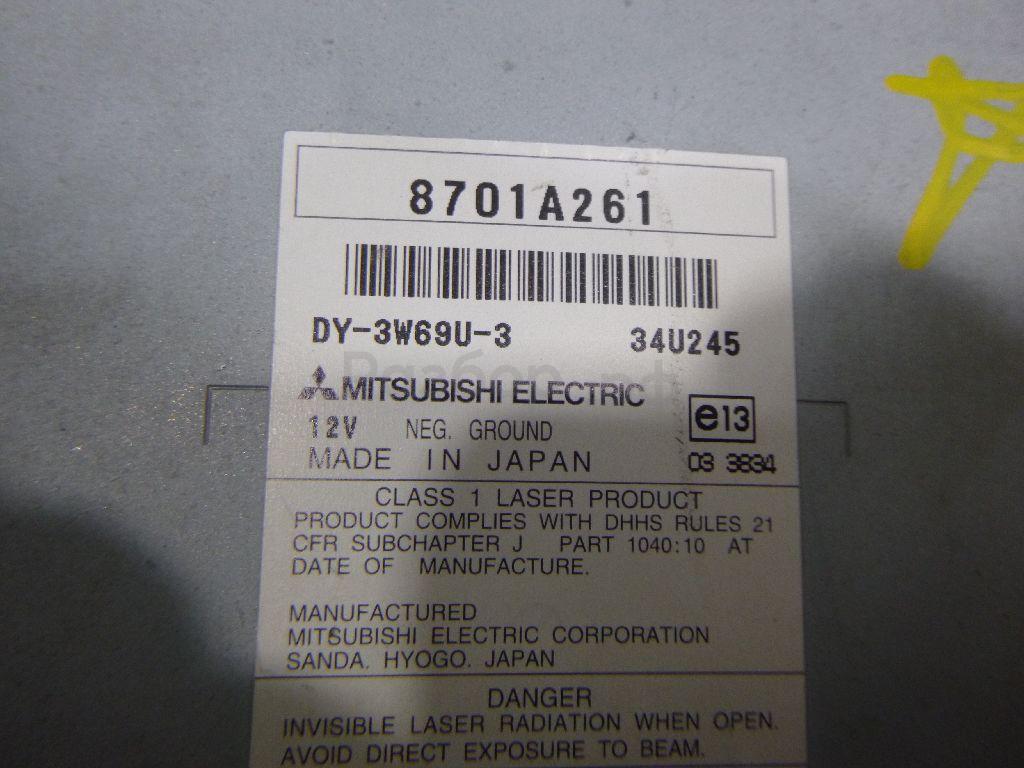 8701A261
DY-3W69U-3 34U245
MITSUBISHI ELECTRIC
12V NEG. GROUND e13
MADE IN JAPAN 03 3834
CLASS 1 LASER PRODUCT
PRODUCT COMPLIES WITH DHHS RULES 21
CFR SUBCHAPTER J PART 1040:10 AT
DATE OF MANUFACTURE.
MANUFACTURED
MITSUBISHI ELECTRIC CORPORATION
SANDA. HYOGO. JAPAN
DANGER
INVISIBLE LASER RADIATION WHEN OPEN.
AVOID DIRECT EXPOSURE TO BEAM.